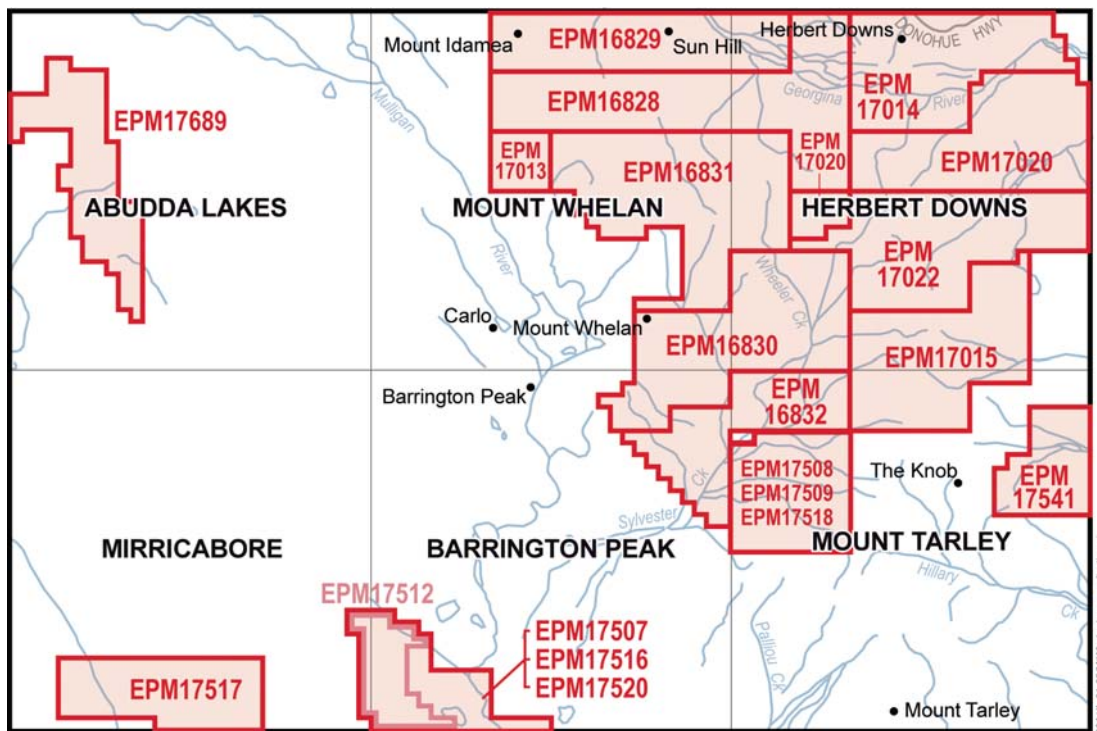 Mount Idamea
EPM16829
Sun Hill
Herbert Downs
DONOHUE HWY
Mulligan
EPM16828
Georgina
River
EPM
17014
EPM17689
EPM
17013
EPM16831
EPM
17020
EPM17020
ABUDDA LAKES
MOUNT WHELAN
HERBERT DOWNS
River
Wheeler Ck
EPM
17022
Carlo
Mount Whelan
EPM16830
EPM17015
Barrington Peak
EPM
16832
Ck
EPM17508
EPM17509
EPM17518
The Knob
EPM
17541
Sylvester
MIRRICABORE
BARRINGTON PEAK
MOUNT TARLEY
Hillary
Ck
EPM17512
EPM17507
EPM17516
EPM17520
Palliou Ck
EPM17517
Mount Tarley